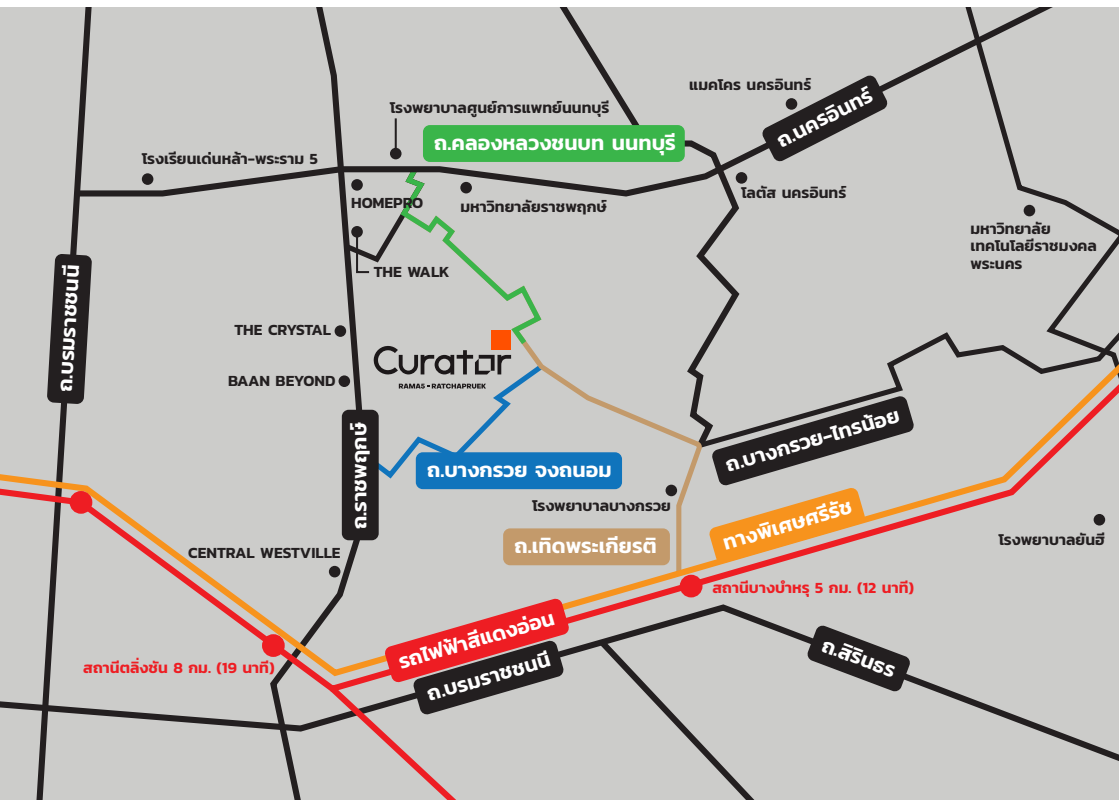 แมคโคร นครอินทร์
โรงพยาบาลศูนย์การแพทย์นนทบุรี
ถ.นครอินทร์
ถ.คลองหลวงชนบท นนทบุรี
โรงเรียนเด่นหล้า-พระราม 5
HOMEPRO
มหาวิทยาลัยราชพฤกษ์
โลตัส นครอินทร์
มหาวิทยาลัย
เทคโนโลยีราชมงคล
พระนคร
THE WALK
ถ.บรมราชชนนี
THE CRYSTAL
Curator
RAMA5 - RATCHAPRUEK
BAAN BEYOND
ถ.ราชพฤกษ์
ถ.บางกรวย-ไทรน้อย
ถ.บางกรวย จงถนอม
โรงพยาบาลบางกรวย
ทางพิเศษศรีรัช
โรงพยาบาลยันฮี
ถ.เทิดพระเกียรติ
CENTRAL WESTVILLE
สถานีบางบำหรุ 5 กม. (12 นาที)
รถไฟฟ้าสีแดงอ่อน
สถานีตลิ่งชัน 8 กม. (19 นาที)
ถ.บรมราชชนนี
ถ.สิรินธร